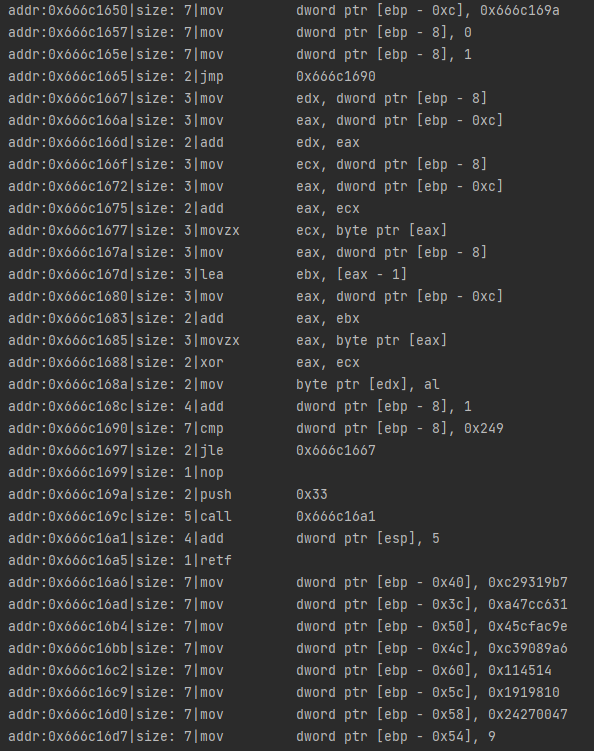 addr:0x666c1650|size: 7|mov dword ptr [ebp - 0xc], 0x666c169a
addr:0x666c1657|size: 7|mov dword ptr [ebp - 8], 0
addr:0x666c165e|size: 7|mov dword ptr [ebp - 8], 1
addr:0x666c1665|size: 2|jmp 0x666c1690
addr:0x666c1667|size: 3|mov edx, dword ptr [ebp - 8]
addr:0x666c166a|size: 3|mov eax, dword ptr [ebp - 0xc]
addr:0x666c166d|size: 2|add edx, eax
addr:0x666c166f|size: 3|mov ecx, dword ptr [ebp - 8]
addr:0x666c1672|size: 3|mov eax, dword ptr [ebp - 0xc]
addr:0x666c1675|size: 2|add eax, ecx
addr:0x666c1677|size: 3|movzx ecx, byte ptr [eax]
addr:0x666c167a|size: 3|mov eax, dword ptr [ebp - 8]
addr:0x666c167d|size: 3|lea ebx, [eax - 1]
addr:0x666c1680|size: 3|mov eax, dword ptr [ebp - 0xc]
addr:0x666c1683|size: 2|add eax, ebx
addr:0x666c1685|size: 3|movzx eax, byte ptr [eax]
addr:0x666c1688|size: 2|xor eax, ecx
addr:0x666c168a|size: 2|mov byte ptr [edx], al
addr:0x666c168c|size: 4|add dword ptr [ebp - 8], 1
addr:0x666c1690|size: 7|cmp dword ptr [ebp - 8], 0x249
addr:0x666c1697|size: 2|jle 0x666c1667
addr:0x666c1699|size: 1|nop
addr:0x666c169a|size: 2|push 0x33
addr:0x666c169c|size: 5|call 0x666c16a1
addr:0x666c16a1|size: 4|add dword ptr [esp], 5
addr:0x666c16a5|size: 1|retf
addr:0x666c16a6|size: 7|mov dword ptr [ebp - 0x40], 0xc29319b7
addr:0x666c16ad|size: 7|mov dword ptr [ebp - 0x3c], 0xa47cc631
addr:0x666c16b4|size: 7|mov dword ptr [ebp - 0x50], 0x45cfac9e
addr:0x666c16bb|size: 7|mov dword ptr [ebp - 0x4c], 0xc39089a6
addr:0x666c16c2|size: 7|mov dword ptr [ebp - 0x60], 0x114514
addr:0x666c16c9|size: 7|mov dword ptr [ebp - 0x5c], 0x1919810
addr:0x666c16d0|size: 7|mov dword ptr [ebp - 0x58], 0x24270047
addr:0x666c16d7|size: 7|mov dword ptr [ebp - 0x54], 9